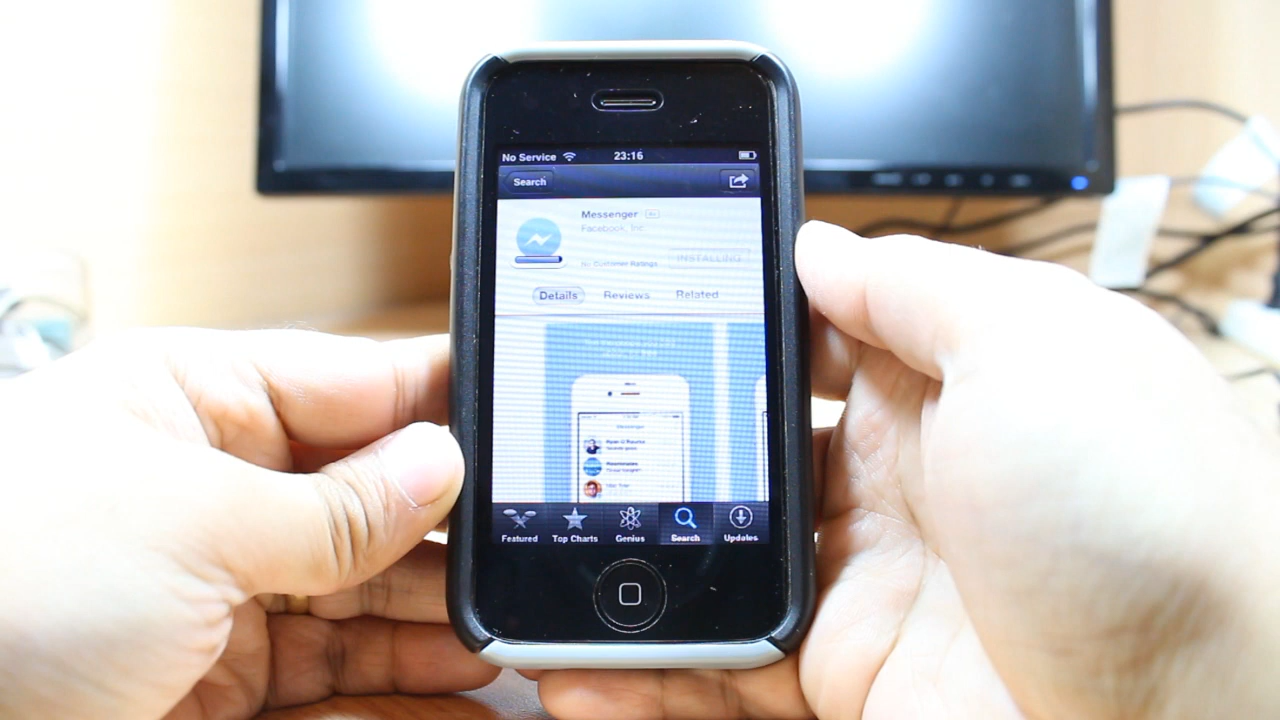 No Service 23:16
Search
Messenger
Facebook, Inc.
No Customer Ratings INSTALLING
Details Reviews Related
Messenger
Featured Top Charts Genius Search Updates